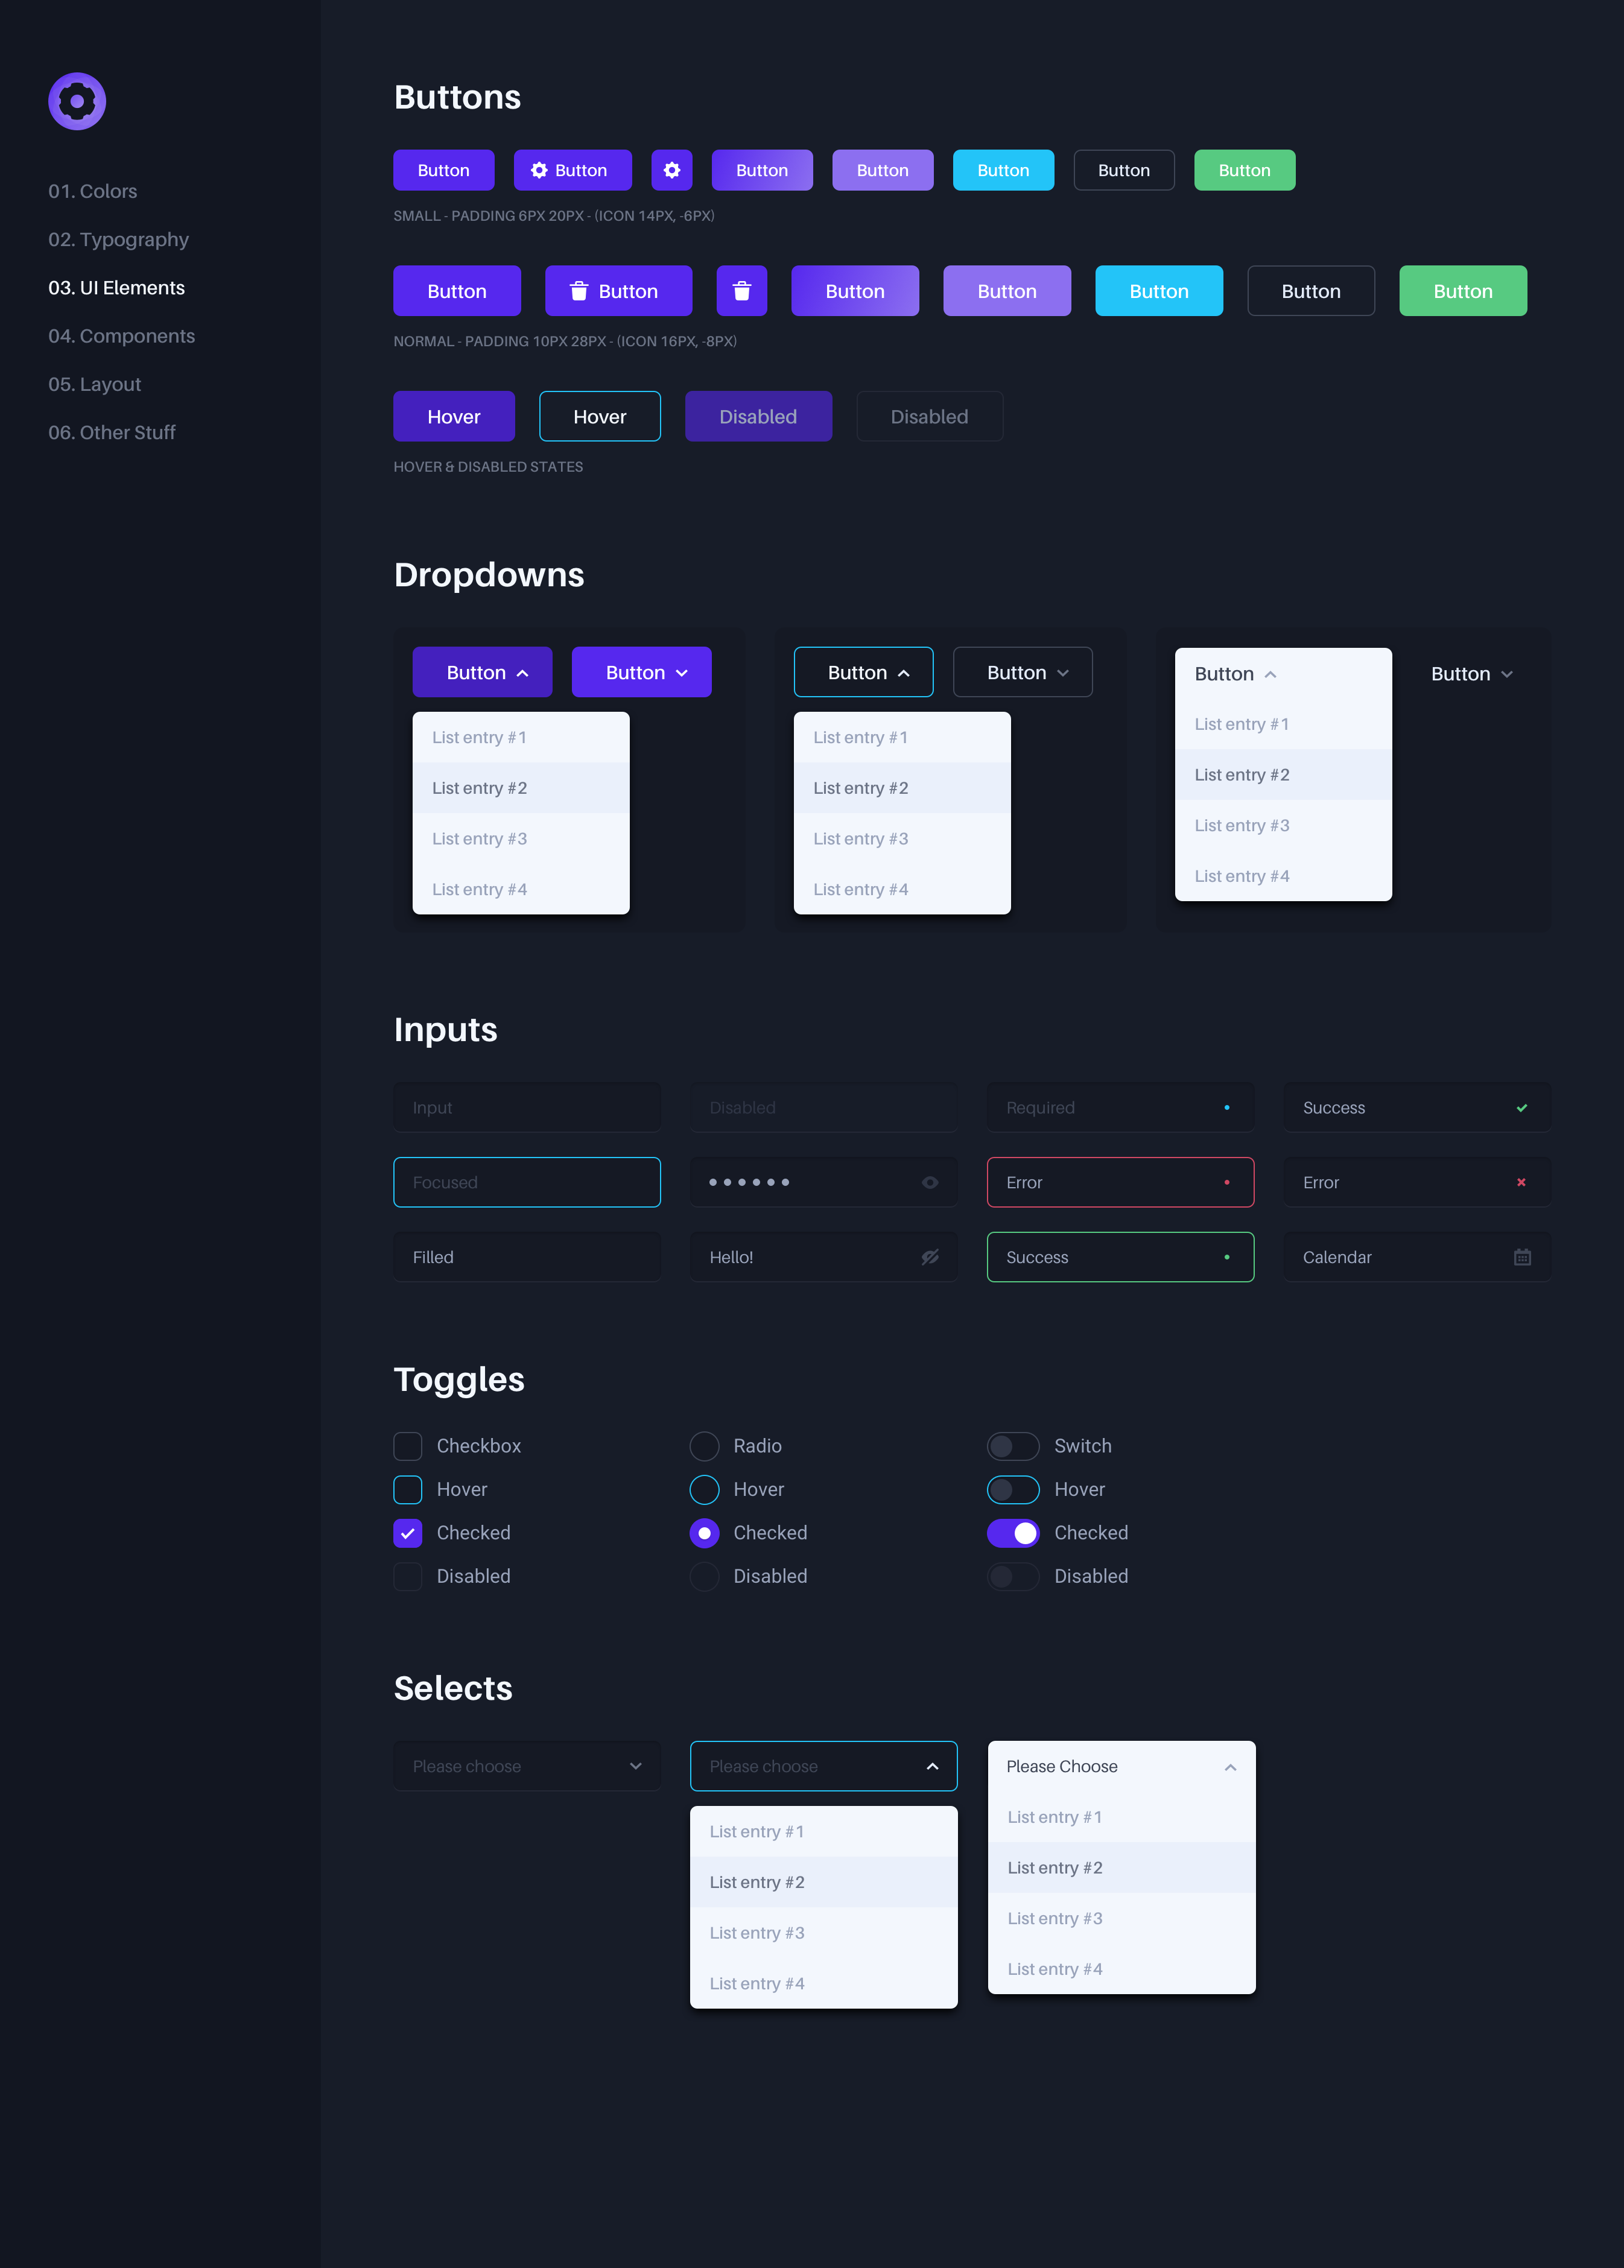 01. Colors
02. Typography
03. UI Elements
04. Components
05. Layout
06. Other Stuff
Buttons
Button Button Button Button Button Button Button
SMALL - PADDING 6PX 20PX - (ICON 14PX, -6PX)
Button Button Button Button Button Button Button
NORMAL - PADDING 10PX 28PX - (ICON 16PX, -8PX)
Hover Hover Disabled Disabled
HOVER & DISABLED STATES
Dropdowns
Button Button
List entry #1
List entry #2
List entry #3
List entry #4
Button Button
List entry #1
List entry #2
List entry #3
List entry #4
Button Button
List entry #1
List entry #2
List entry #3
List entry #4
Inputs
Input Disabled Required Success
Focused Error Error
Filled Hello! Success Calendar
Toggles
Checkbox Radio Switch
Hover Hover Hover
Checked Checked Checked
Disabled Disabled Disabled
Selects
Please choose
Please choose
List entry #1
List entry #2
List entry #3
List entry #4
Please Choose
List entry #1
List entry #2
List entry #3
List entry #4